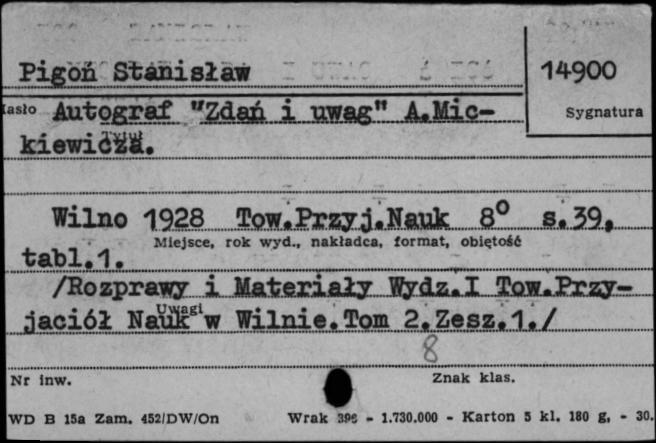 Pigoń Stanisław
14900
Hasło Autograf "Zdań i uwag" A.Mic-
Sygnatura
Tytuł
kiewicza.
Wilno 1928 Tow.Przyj.Nauk 8° s.39,
Miejsce, rok wyd., nakładca, format, objętość
tabl.1.
/Rozprawy i Materiały Wydz.I Tow.Przy-
Uwagi
jaciół Nauk w Wilnie.Tom 2.Zesz.1./
8
Nr inw.
Znak klas.
WD B 15a Zam. 452/DW/On Wrak 396 - 1.730.000 - Karton 5 kl. 180 g. - 30.